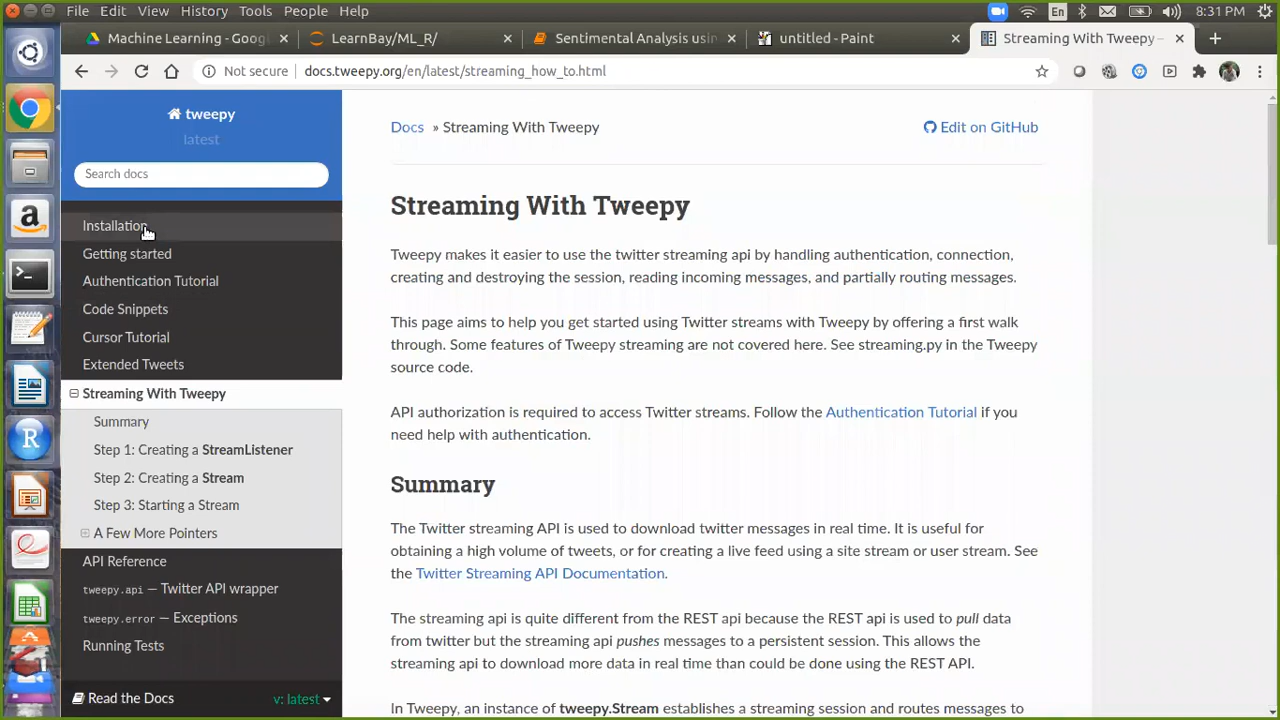 File Edit View History Tools People Help
En 8:31 PM
Machine Learning - Goog
LearnBay/ML_R/
Sentimental Analysis usin
untitled - Paint
Streaming With Tweepy –
Not secure docs.tweepy.org/en/latest/streaming_how_to.html
tweepy
latest
Search docs
Installation
Getting started
Authentication Tutorial
Code Snippets
Cursor Tutorial
Extended Tweets
Streaming With Tweepy
Summary
Step 1: Creating a StreamListener
Step 2: Creating a Stream
Step 3: Starting a Stream
A Few More Pointers
API Reference
tweepy.api — Twitter API wrapper
tweepy.error — Exceptions
Running Tests
Read the Docs v: latest
Docs » Streaming With Tweepy Edit on GitHub
Streaming With Tweepy
Tweepy makes it easier to use the twitter streaming api by handling authentication, connection,
creating and destroying the session, reading incoming messages, and partially routing messages.
This page aims to help you get started using Twitter streams with Tweepy by offering a first walk
through. Some features of Tweepy streaming are not covered here. See streaming.py in the Tweepy
source code.
API authorization is required to access Twitter streams. Follow the Authentication Tutorial if you
need help with authentication.
Summary
The Twitter streaming API is used to download twitter messages in real time. It is useful for
obtaining a high volume of tweets, or for creating a live feed using a site stream or user stream. See
the Twitter Streaming API Documentation.
The streaming api is quite different from the REST api because the REST api is used to pull data
from twitter but the streaming api pushes messages to a persistent session. This allows the
streaming api to download more data in real time than could be done using the REST API.
In Tweepy, an instance of tweepy.Stream establishes a streaming session and routes messages to